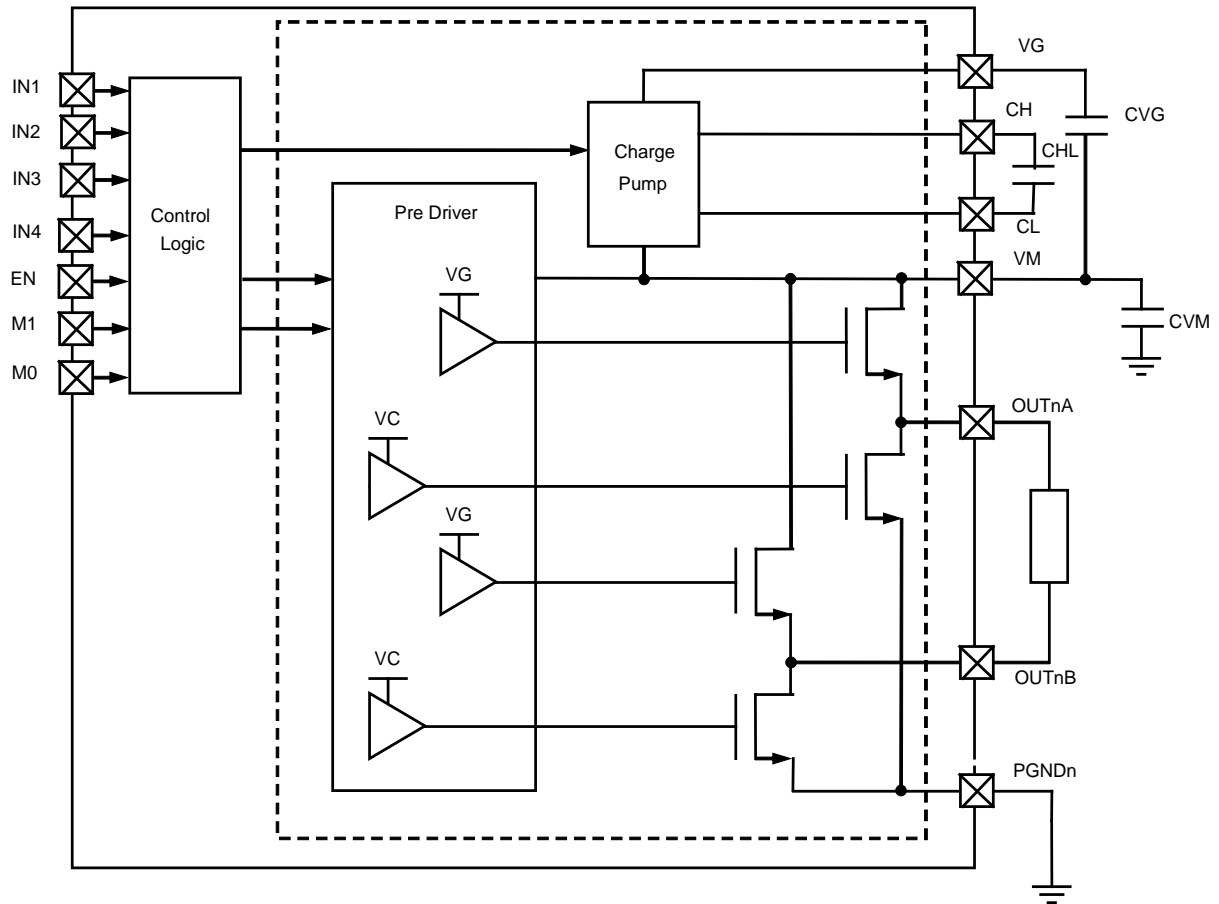 VG
IN1
CH
CVG
IN2
CHL
Charge
Pump
IN3
Pre Driver
Control
Logic
IN4
CL
VM
EN
VG
M1
CVM
M0
OUTnA
VC
VG
VC
OUTnB
PGNDn